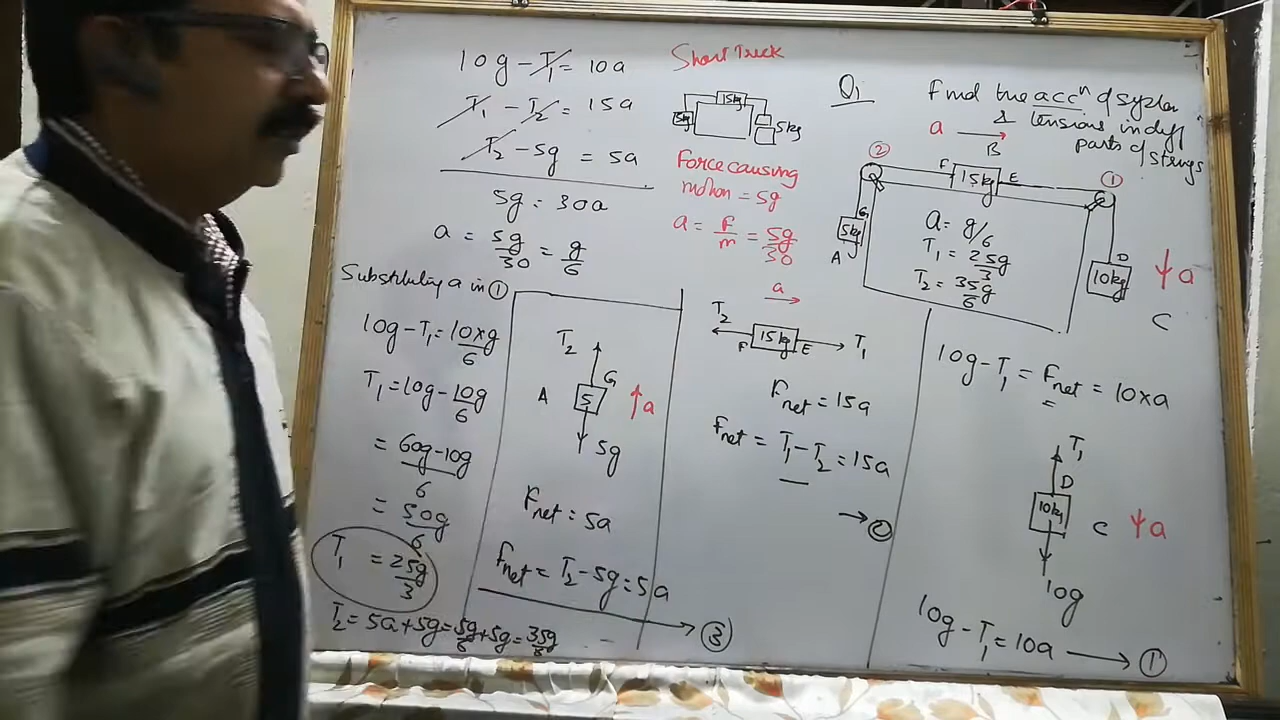 10g - T₁ = 10a
T₁ - T₂ = 15a
T₂ - 5g = 5a
5g = 30a
a = 5g/30 = g/6
Substituting a in ①
10g - T₁ = 10×g/6
T₁ = 10g - 10g/6
= 60g - 10g/6
= 50g/6
T₁ = 25g/3
T₂ = 5a + 5g = 5g/6 + 5g = 35g/6
Short Trick
15kg
5kg
5kg
Force causing
motion = 5g
a = F/m = 5g/30
T₂
G
A 5 a
5g
Fnet = 5a
Fnet = T₂ - 5g = 5a
③
a
T₂ F 15kg E T₁
Fnet = 15a
Fnet = T₁ - T₂ = 15a
②
Q1 Find the accⁿ of system
& tensions in diff
parts of strings
a
B
② F 15kg E ①
G
5kg
A
a = g/6
T₁ = 25g/3
T₂ = 35g/6
D
10kg a
C
10g - T₁ = Fnet = 10×a
T₁
D
10kg C a
10g
10g - T₁ = 10a ①